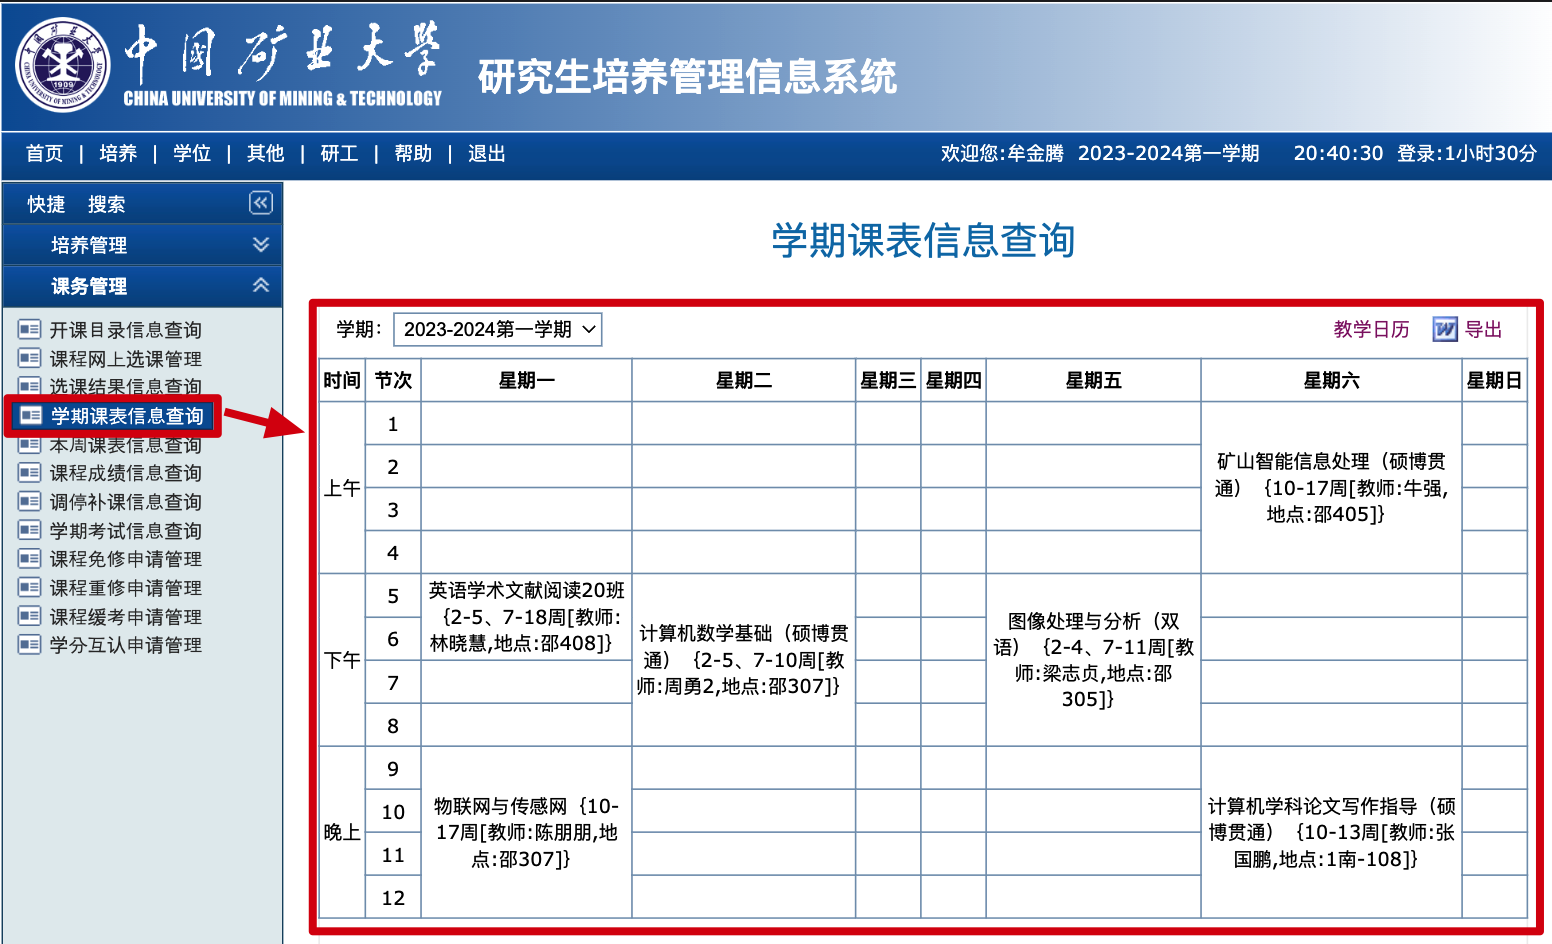 中国矿业大学
CHINA UNIVERSITY OF MINING & TECHNOLOGY
研究生培养管理信息系统
首页 | 培养 | 学位 | 其他 | 研工 | 帮助 | 退出
欢迎您:牟金腾 2023-2024第一学期 20:40:30 登录:1小时30分
快捷 搜索
培养管理
课务管理
开课目录信息查询
课程网上选课管理
选课结果信息查询
学期课表信息查询
本周课表信息查询
课程成绩信息查询
调停补课信息查询
学期考试信息查询
课程免修申请管理
课程重修申请管理
课程缓考申请管理
学分互认申请管理
学期课表信息查询
学期: 2023-2024第一学期
教学日历 导出
时间 节次 星期一 星期二 星期三 星期四 星期五 星期六 星期日
上午
1
2
3
4
矿山智能信息处理（硕博贯
通）｛10-17周[教师:牛强,
地点:邵405]｝
下午
5
6
7
8
英语学术文献阅读20班
｛2-5、7-18周[教师:
林晓慧,地点:邵408]｝
计算机数学基础（硕博贯
通）｛2-5、7-10周[教
师:周勇2,地点:邵307]｝
图像处理与分析（双
语）｛2-4、7-11周[教
师:梁志贞,地点:邵
305]｝
晚上
9
10
11
12
物联网与传感网｛10-
17周[教师:陈朋朋,地
点:邵307]｝
计算机学科论文写作指导（硕
博贯通）｛10-13周[教师:张
国鹏,地点:1南-108]｝